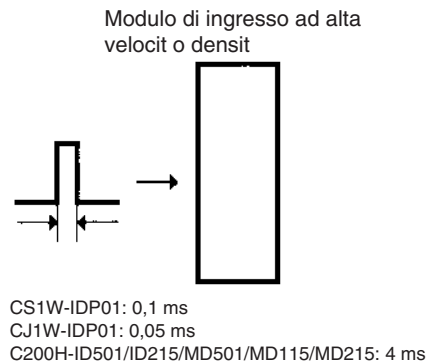 Modulo di ingresso ad alta
velocit o densit
CS1W-IDP01: 0,1 ms
CJ1W-IDP01: 0,05 ms
C200H-ID501/ID215/MD501/MD115/MD215: 4 ms